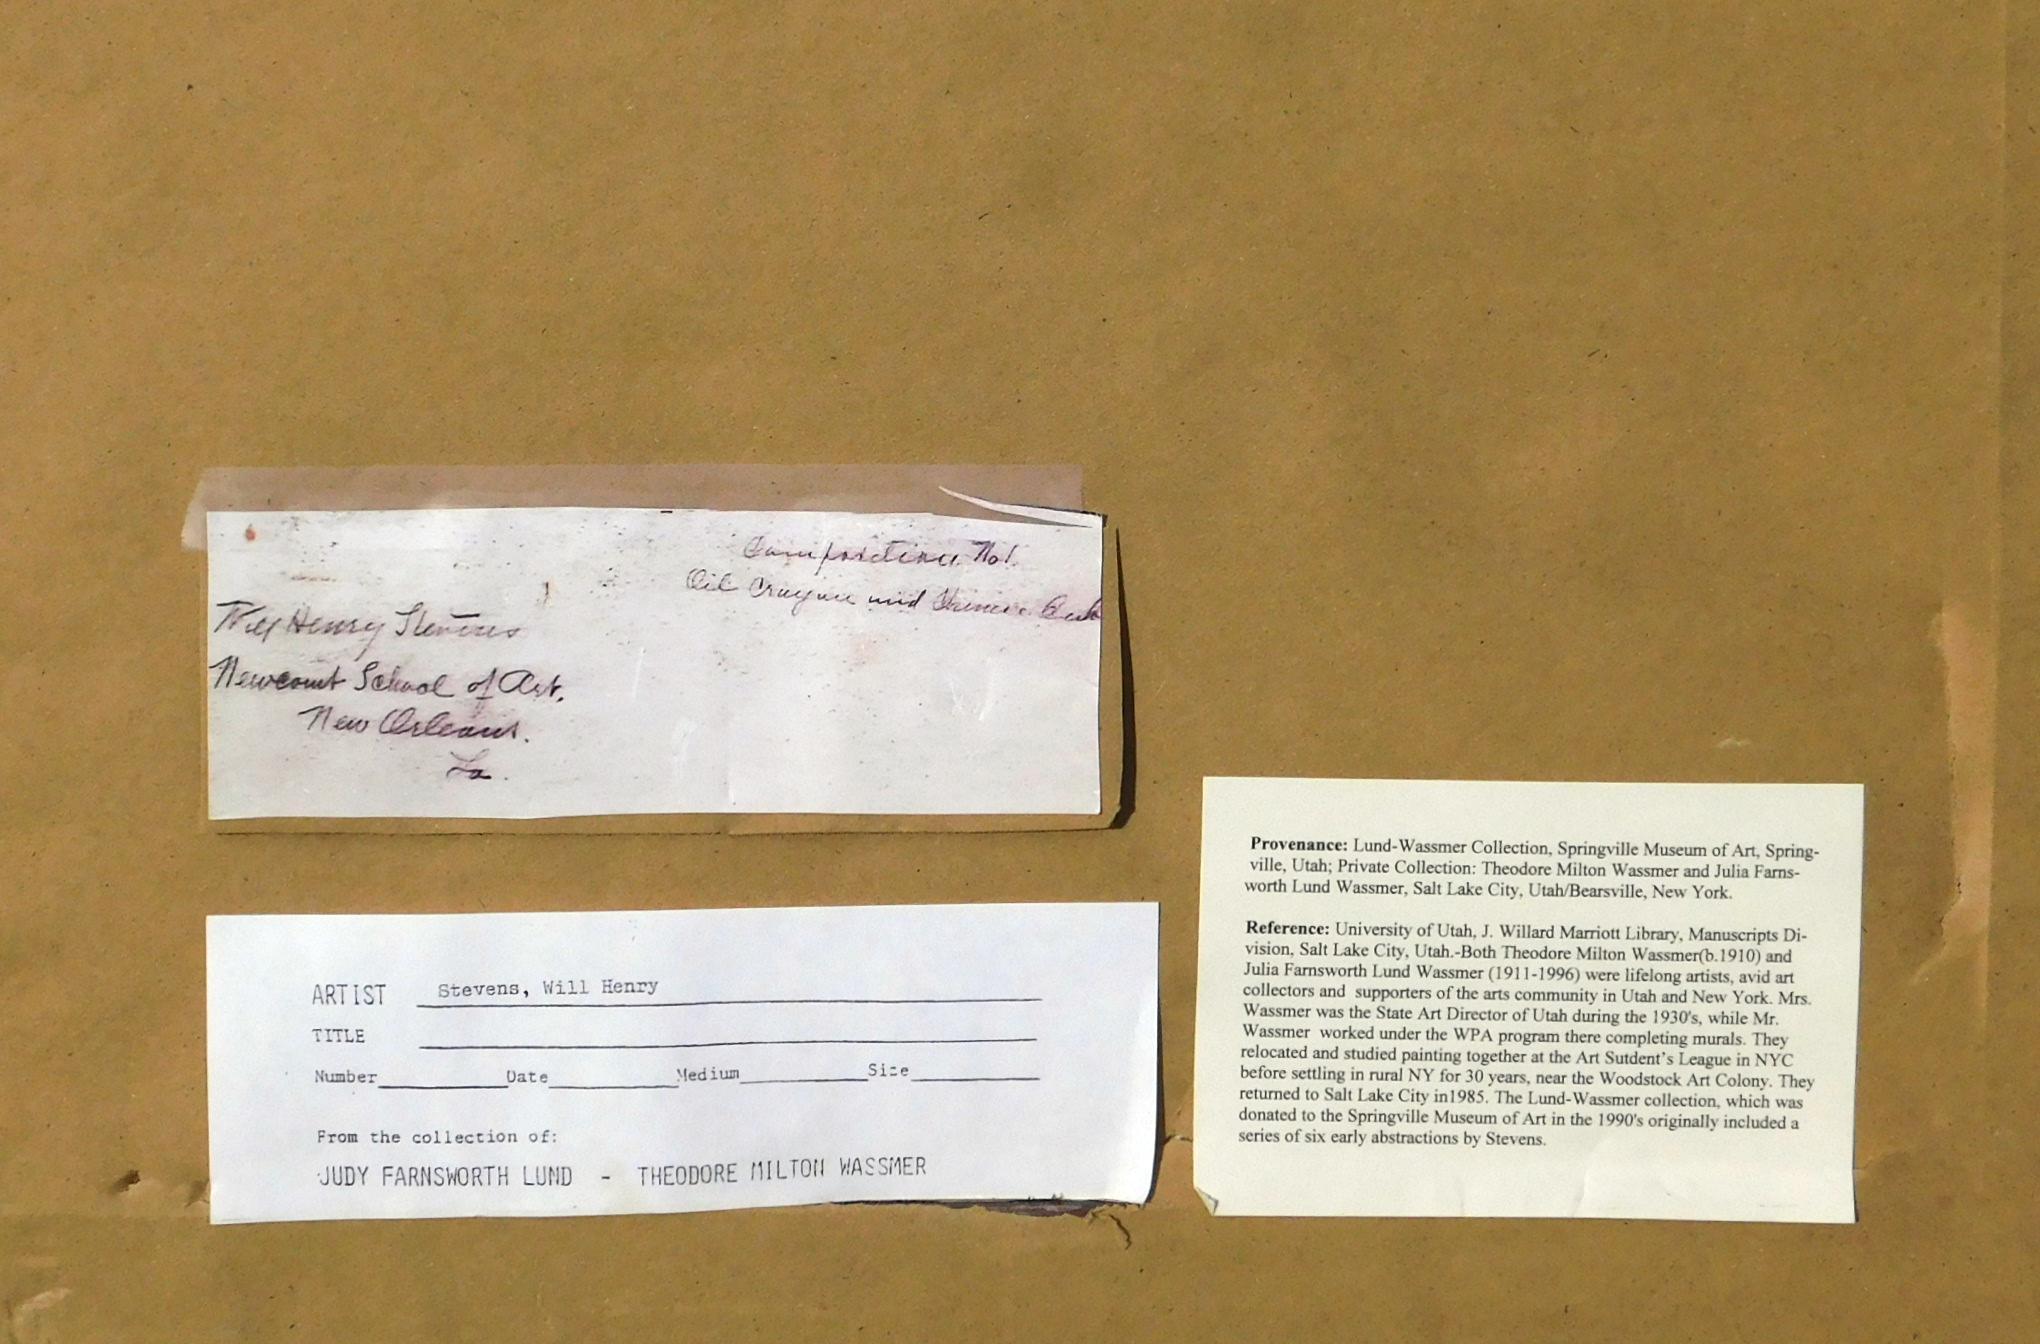 Composition. No1.
Oil Crayon and
Will Henry Stevens
Newcomb School of Art.
New Orleans.
La.
ARTIST Stevens, Will Henry
TITLE
Number Date Medium Size
From the collection of:
JUDY FARNSWORTH LUND - THEODORE MILTON WASSMER
Provenance: Lund-Wassmer Collection, Springville Museum of Art, Spring-
ville, Utah; Private Collection: Theodore Milton Wassmer and Julia Farns-
worth Lund Wassmer, Salt Lake City, Utah/Bearsville, New York.
Reference: University of Utah, J. Willard Marriott Library, Manuscripts Di-
vision, Salt Lake City, Utah.-Both Theodore Milton Wassmer(b.1910) and
Julia Farnsworth Lund Wassmer (1911-1996) were lifelong artists, avid art
collectors and supporters of the arts community in Utah and New York. Mrs.
Wassmer was the State Art Director of Utah during the 1930's, while Mr.
Wassmer worked under the WPA program there completing murals. They
relocated and studied painting together at the Art Sutdent's League in NYC
before settling in rural NY for 30 years, near the Woodstock Art Colony. They
returned to Salt Lake City in1985. The Lund-Wassmer collection, which was
donated to the Springville Museum of Art in the 1990's originally included a
series of six early abstractions by Stevens.